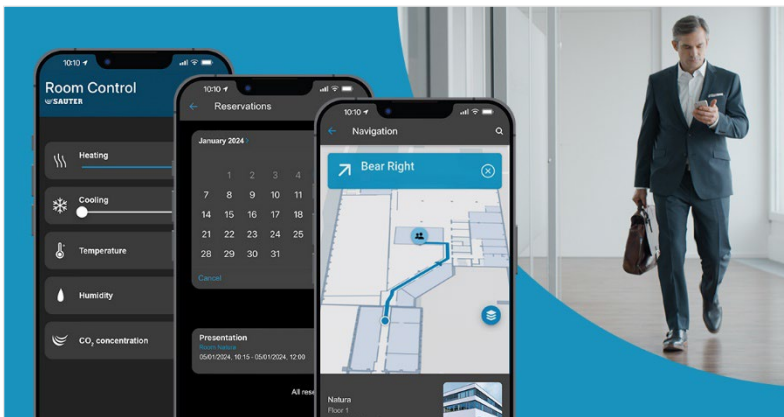 10:10
Room Control
SAUTER
Heating
Cooling
Temperature
Humidity
CO₂ concentration
10:10
Reservations
January 2024
1 2 3 4
7 8 9 10 11
14 15 16 17 18
21 22 23 24 25
28 29 30 31
Cancel
Presentation
Room Natura
05/01/2024, 10:15 - 05/01/2024, 12:00
All rese
10:10
Navigation
Bear Right
Natura
Floor 1